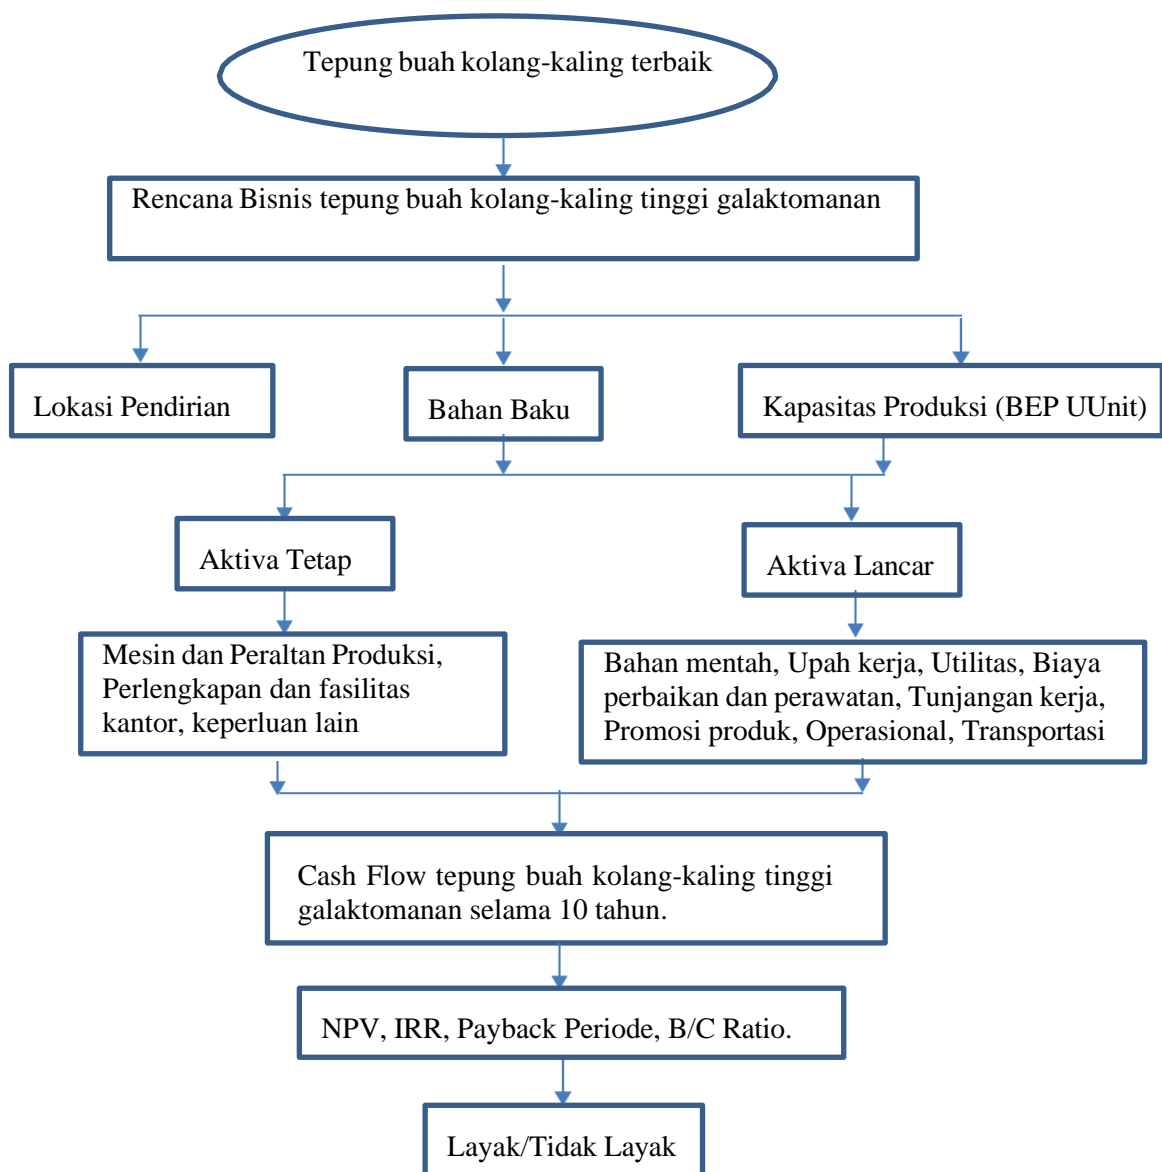 Tepung buah kolang-kaling terbaik
Rencana Bisnis tepung buah kolang-kaling tinggi galaktomanan
Lokasi Pendirian
Bahan Baku
Kapasitas Produksi (BEP UUnit)
Aktiva Tetap
Aktiva Lancar
Mesin dan Peraltan Produksi,
Perlengkapan dan fasilitas
kantor, keperluan lain
Bahan mentah, Upah kerja, Utilitas, Biaya
perbaikan dan perawatan, Tunjangan kerja,
Promosi produk, Operasional, Transportasi
Cash Flow tepung buah kolang-kaling tinggi
galaktomanan selama 10 tahun.
NPV, IRR, Payback Periode, B/C Ratio.
Layak/Tidak Layak